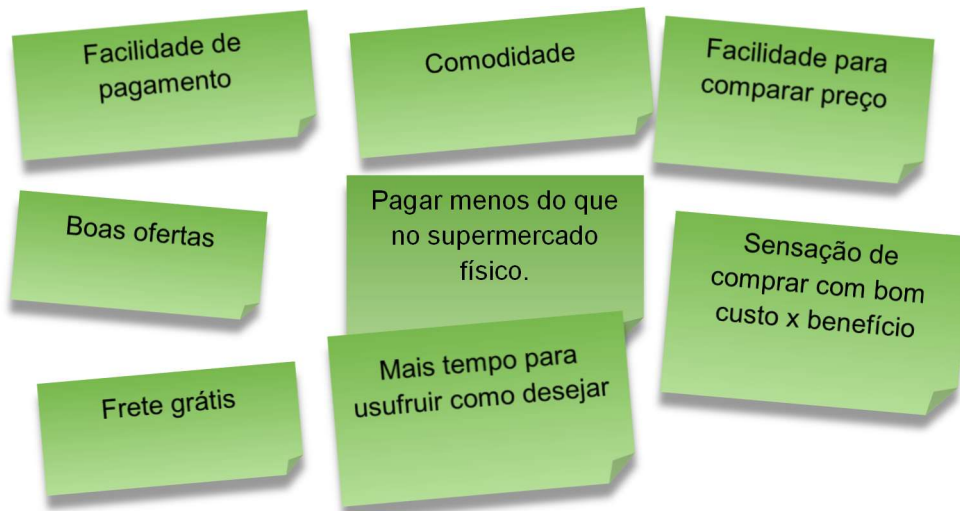 Facilidade de
pagamento
Comodidade
Facilidade para
comparar preço
Boas ofertas
Pagar menos do que
no supermercado
físico.
Sensação de
comprar com bom
custo x benefício
Frete grátis
Mais tempo para
usufruir como desejar